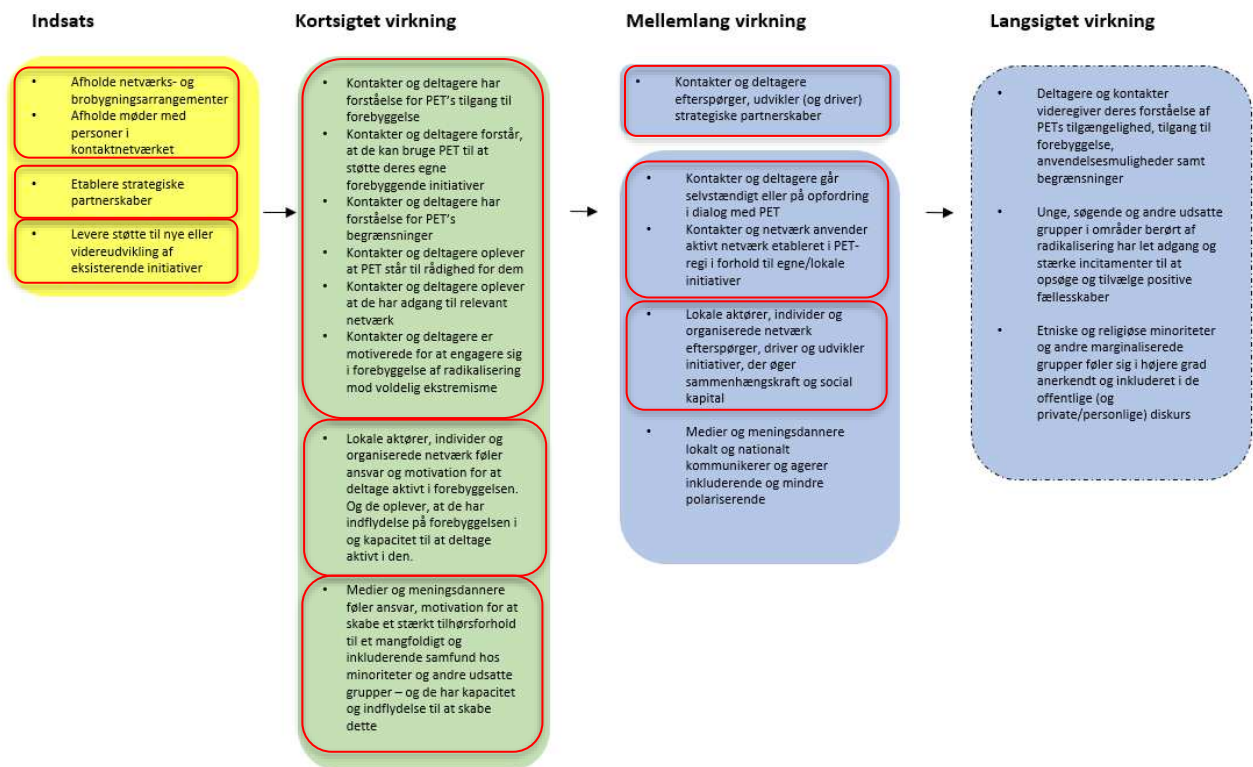 Indsats
• Afholde netværks- og
brobygningsarrangementer
• Afholde møder med
personer i
kontaktnetværket
• Etablere strategiske
partnerskaber
• Levere støtte til nye eller
videreudvikling af
eksisterende initiativer
Kortsigtet virkning
• Kontakter og deltagere har
forståelse for PET's tilgang til
forebyggelse
• Kontakter og deltagere forstår,
at de kan bruge PET til at
støtte deres egne
forebyggende initiativer
• Kontakter og deltagere har
forståelse for PET's
begrænsninger
• Kontakter og deltagere oplever
at PET står til rådighed for dem
• Kontakter og deltagere oplever
at de har adgang til relevant
netværk
• Kontakter og deltagere er
motiverede for at engagere sig
i forebyggelse af radikalisering
mod voldelig ekstremisme
• Lokale aktører, individer og
organiserede netværk føler
ansvar og motivation for at
deltage aktivt i forebyggelsen.
Og de oplever, at de har
indflydelse på forebyggelsen i
og kapacitet til at deltage
aktivt i den.
• Medier og meningsdannere
føler ansvar, motivation for at
skabe et stærkt tilhørsforhold
til et mangfoldigt og
inkluderende samfund hos
minoriteter og andre udsatte
grupper – og de har kapacitet
og indflydelse til at skabe
dette
Mellemlang virkning
• Kontakter og deltagere
efterspørger, udvikler (og driver)
strategiske partnerskaber
• Kontakter og deltagere går
selvstændigt eller på opfordring
i dialog med PET
• Kontakter og netværk anvender
aktivt netværk etableret i PET-
regi i forhold til egne/lokale
initiativer
• Lokale aktører, individer og
organiserede netværk
efterspørger, driver og udvikler
initiativer, der øger
sammenhængskraft og social
kapital
• Medier og meningsdannere
lokalt og nationalt
kommunikerer og agerer
inkluderende og mindre
polariserende
Langsigtet virkning
• Deltagere og kontakter
videregiver deres forståelse af
PETs tilgængelighed, tilgang til
forebyggelse,
anvendelsesmuligheder samt
begrænsninger
• Unge, søgende og andre udsatte
grupper i områder berørt af
radikalisering har let adgang og
stærke incitamenter til at
opsøge og tilvælge positive
fællesskaber
• Etniske og religiøse minoriteter
og andre marginaliserede
grupper føler sig i højere grad
anerkendt og inkluderet i de
offentlige (og
private/personlige) diskurs